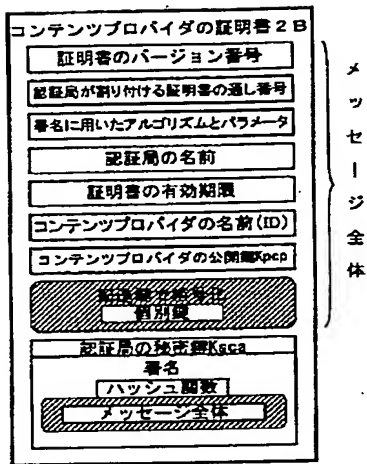 コンテンツプロバイダの証明書2B
証明書のバージョン番号
認証局が割り付ける証明書の通し番号
署名に用いたアルゴリズムとパラメータ
認証局の名前
証明書の有効期限
コンテンツプロバイダの名前(ID)
コンテンツプロバイダの公開鍵Kpcp
配送鍵で暗号化
個別鍵
認証局の秘密鍵Ksca
署名
ハッシュ関数
メッセージ全体
メッセージ全体